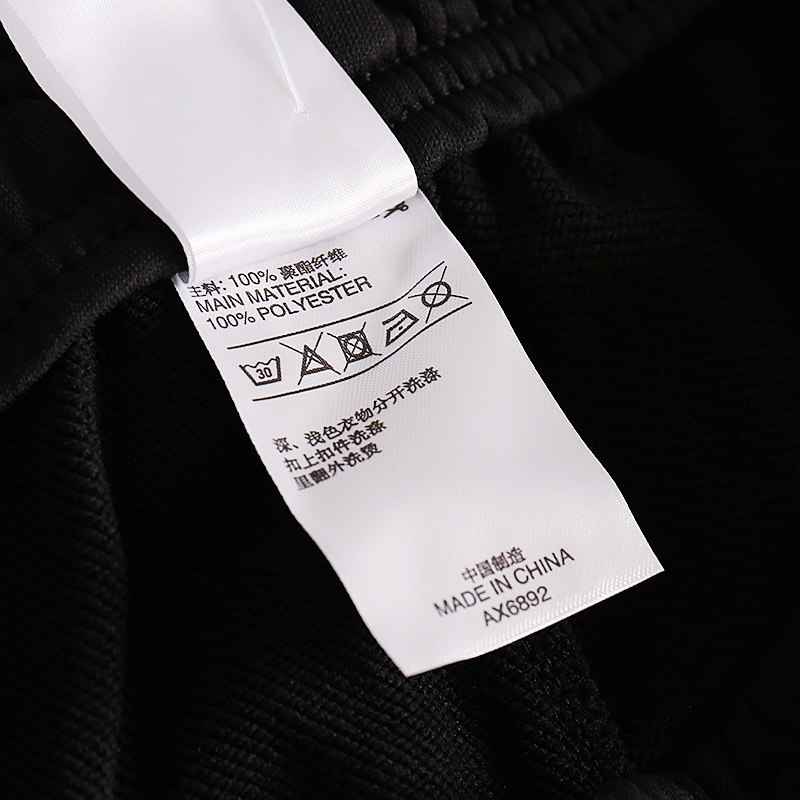 主料: 100% 聚酯纤维
MAIN MATERIAL:
100% POLYESTER
30
深、浅色衣物分开洗涤
扣上扣件洗涤
里翻外洗烫
中国制造
MADE IN CHINA
AX6892